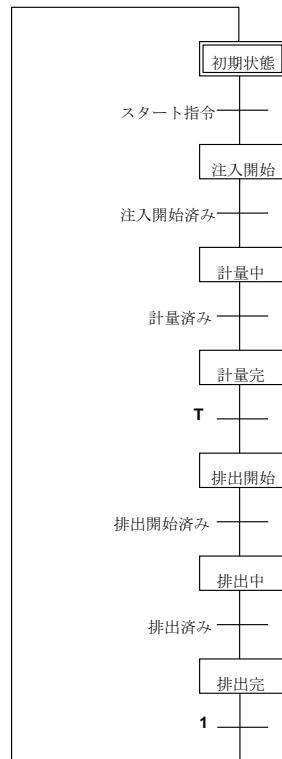 初期状態
スタート指令
注入開始
注入開始済み
計量中
計量済み
計量完
T
排出開始
排出開始済み
排出中
排出済み
排出完
1